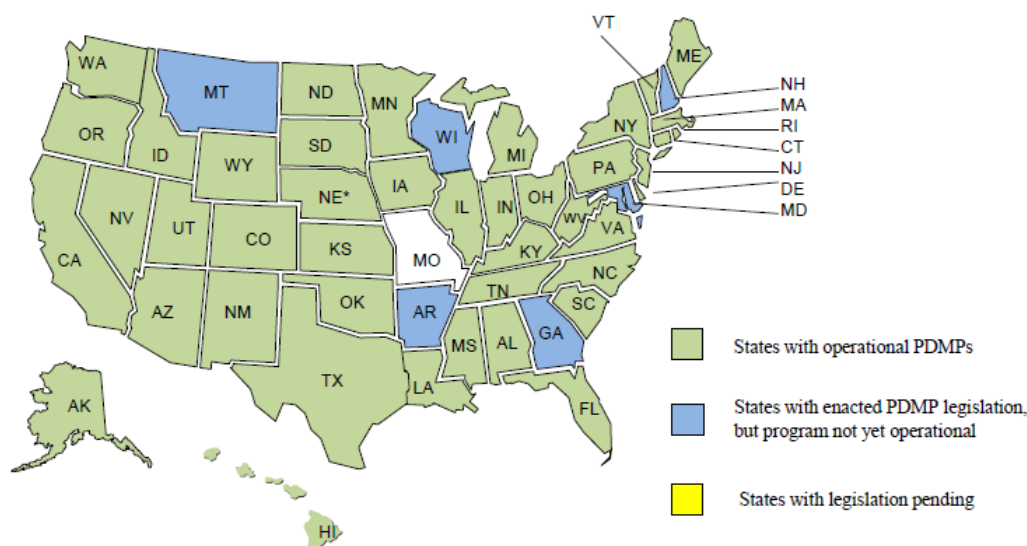 VT
WA
ME
MT
ND
MN
NH
MA
OR
NY
RI
ID
SD
WI
MI
CT
WY
PA
NJ
IA
NE*
OH
DE
NV
IL
IN
MD
UT
WV
CO
VA
KS
KY
CA
MO
NC
TN
OK
AZ
NM
AR
SC
GA
MS
AL
States with operational PDMPs
TX
LA
AK
FL
States with enacted PDMP legislation,
but program not yet operational
States with legislation pending
HI